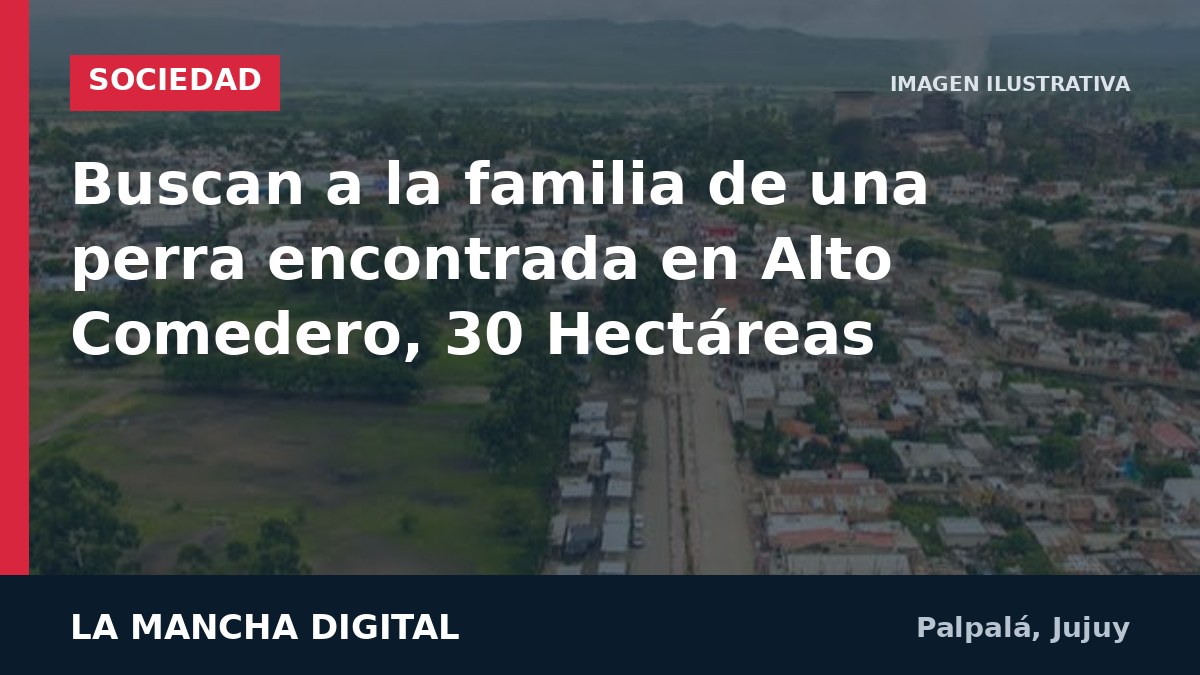 SOCIEDAD
IMAGEN ILUSTRATIVA
Buscan a la familia de una
perra encontrada en Alto
Comedero, 30 Hectáreas
LA MANCHA DIGITAL
Palpalá, Jujuy